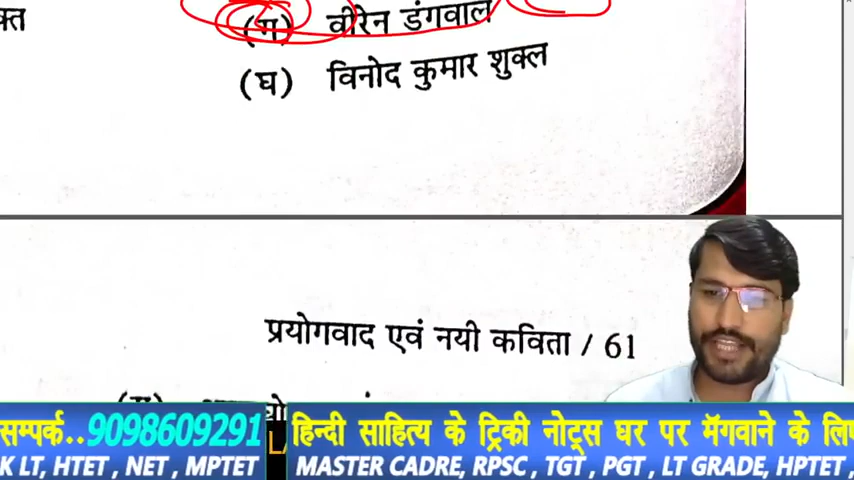 क्त
(ग) वीरेन डंगवाल
(घ) विनोद कुमार शुक्ल
प्रयोगवाद एवं नयी कविता / 61
सम्पर्क..9098609291
हिन्दी साहित्य के ट्रिकी नोट्स घर पर मॅगवाने के लिए
K LT, HTET , NET , MPTET
MASTER CADRE, RPSC , TGT , PGT , LT GRADE, HPTET ,